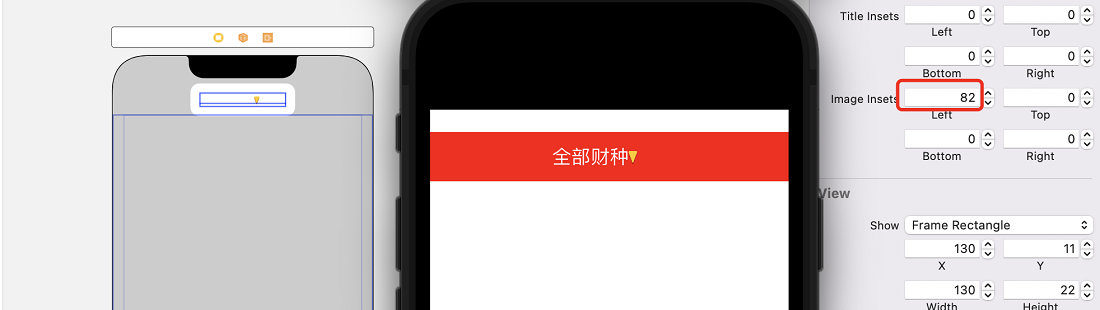 Title Insets 0 0
Left Top
0 0
Bottom Right
Image Insets 82 0
Left Top
0 0
Bottom Right
全部财种
View
Show Frame Rectangle
130 11
X Y
130 22
Width Height